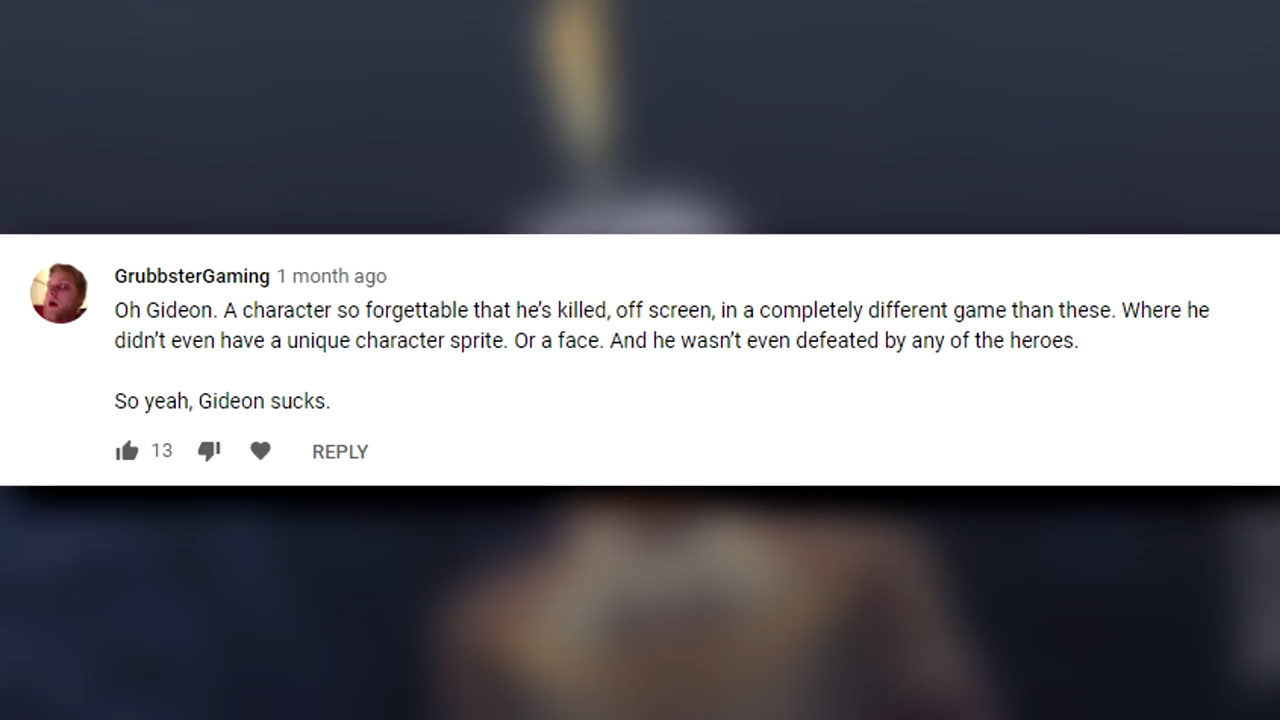 GrubbsterGaming 1 month ago
Oh Gideon. A character so forgettable that he’s killed, off screen, in a completely different game than these. Where he
didn’t even have a unique character sprite. Or a face. And he wasn’t even defeated by any of the heroes.
So yeah, Gideon sucks.
13 REPLY